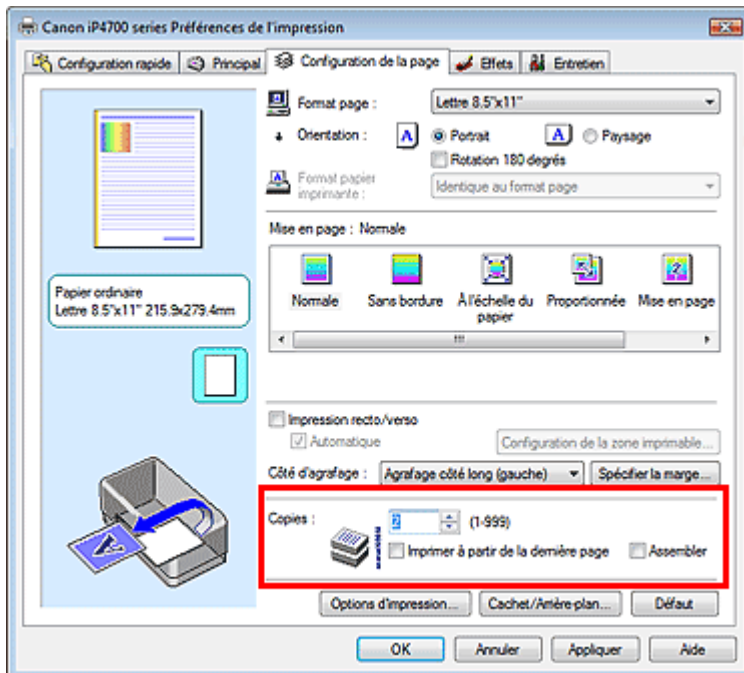 Canon iP4700 series Préférences de l'impression
Configuration rapide Principal Configuration de la page Effets Entretien
Format page : Lettre 8.5"x11"
Orientation : A Portrait A Paysage
Rotation 180 degrés
Format papier imprimante : Identique au format page
Mise en page : Normale
Normale Sans bordure À l'échelle du papier Proportionnée Mise en page
Papier ordinaire
Lettre 8.5"x11" 215.9x279.4mm
Impression recto/verso
Automatique Configuration de la zone imprimable...
Côté d'agrafage : Agrafage côté long (gauche) Spécifier la marge...
Copies : 2 (1-999)
Imprimer à partir de la dernière page Assembler
Options d'impression... Cachet/Arrière-plan... Défaut
OK Annuler Appliquer Aide